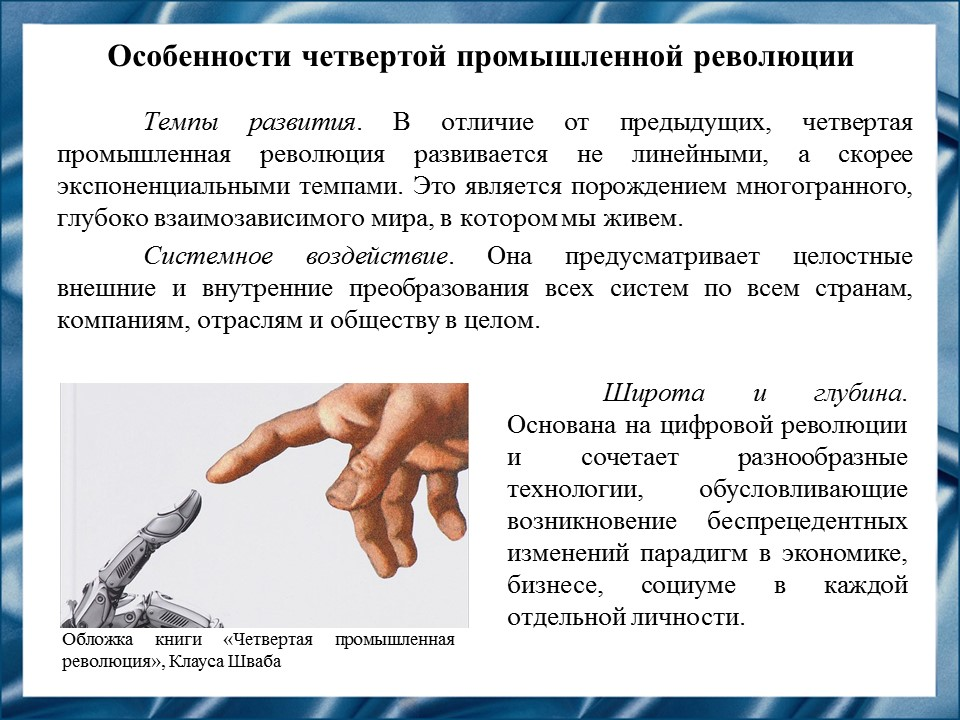 Особенности четвертой промышленной революции
Темпы развития. В отличие от предыдущих, четвертая
промышленная революция развивается не линейными, а скорее
экспоненциальными темпами. Это является порождением многогранного,
глубоко взаимозависимого мира, в котором мы живем.
Системное воздействие. Она предусматривает целостные
внешние и внутренние преобразования всех систем по всем странам,
компаниям, отраслям и обществу в целом.
Широта и глубина.
Основана на цифровой революции
и сочетает разнообразные
технологии, обусловливающие
возникновение беспрецедентных
изменений парадигм в экономике,
бизнесе, социуме в каждой
отдельной личности.
Обложка книги «Четвертая промышленная
революция», Клауса Шваба